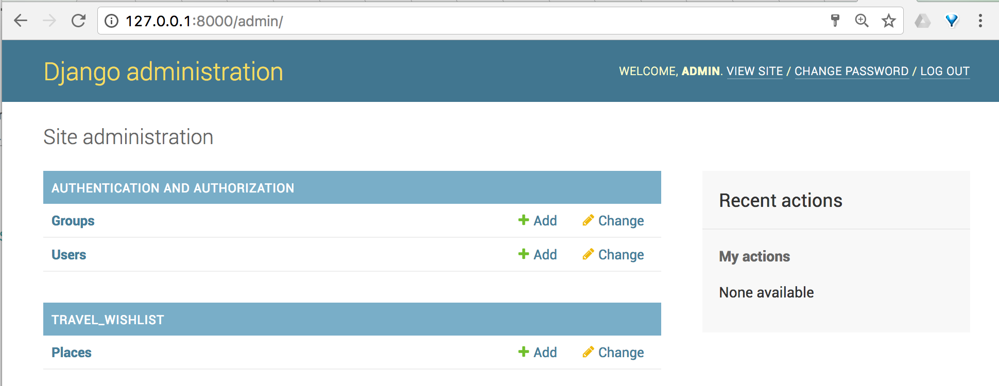 127.0.0.1:8000/admin/
Django administration
WELCOME, ADMIN. VIEW SITE / CHANGE PASSWORD / LOG OUT
Site administration
AUTHENTICATION AND AUTHORIZATION
Groups Add Change
Users Add Change
TRAVEL_WISHLIST
Places Add Change
Recent actions
My actions
None available